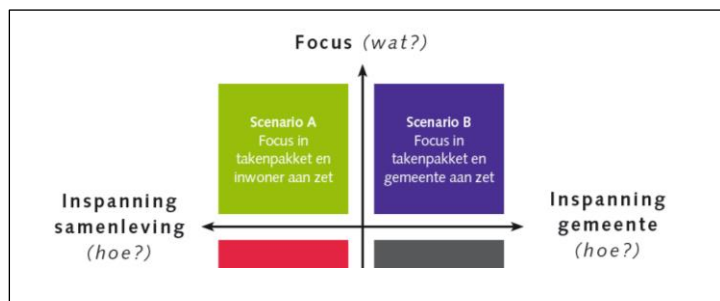 Focus (wat?)
Scenario A
Focus in
takenpakket en
inwoner aan zet
Scenario B
Focus in
takenpakket en
gemeente aan zet
Inspanning
samenleving
(hoe?)
Inspanning
gemeente
(hoe?)